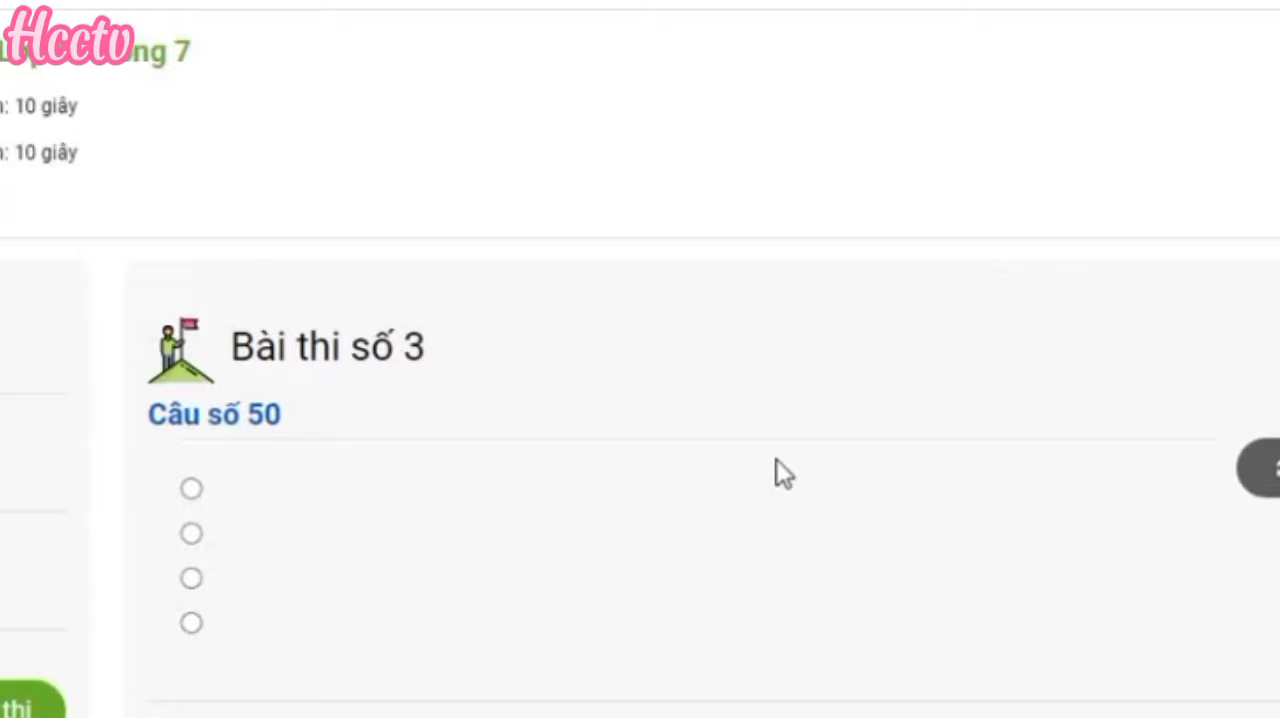 Hcctv
ng 7
: 10 giây
: 10 giây
Bài thi số 3
Câu số 50
thi